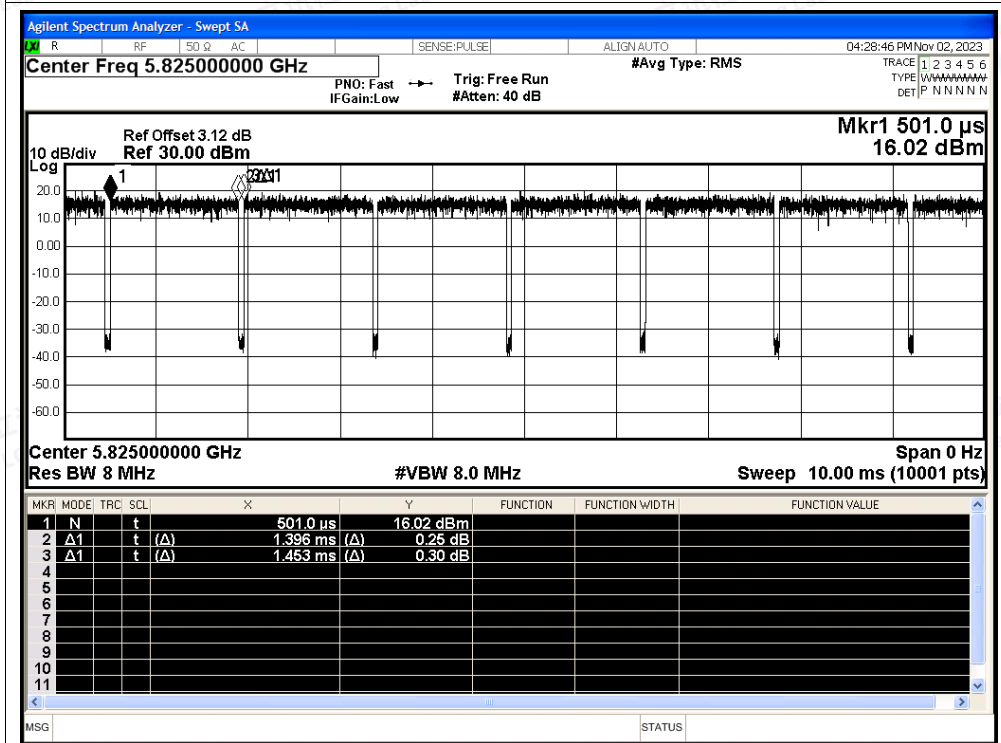 Agilent Spectrum Analyzer - Swept SA
LXI R RF 50 Ω AC SENSE:PULSE ALIGN AUTO 04:28:46 PM Nov 02, 2023
Center Freq 5.825000000 GHz #Avg Type: RMS TRACE 1 2 3 4 5 6
PNO: Fast Trig: Free Run TYPE WWWWWW
IFGain:Low #Atten: 40 dB DET P N N N N N
Mkr1 501.0 µs
Ref Offset 3.12 dB
10 dB/div Ref 30.00 dBm 16.02 dBm
Log
1
20.0
10.0
0.00
-10.0
-20.0
-30.0
-40.0
-50.0
-60.0
Center 5.825000000 GHz Span 0 Hz
Res BW 8 MHz #VBW 8.0 MHz Sweep 10.00 ms (10001 pts)
MKR MODE TRC SCL X Y FUNCTION FUNCTION WIDTH FUNCTION VALUE
1 N t 501.0 µs 16.02 dBm
2 Δ1 t (Δ) 1.396 ms (Δ) 0.25 dB
3 Δ1 t (Δ) 1.453 ms (Δ) 0.30 dB
4
5
6
7
8
9
10
11
MSG STATUS